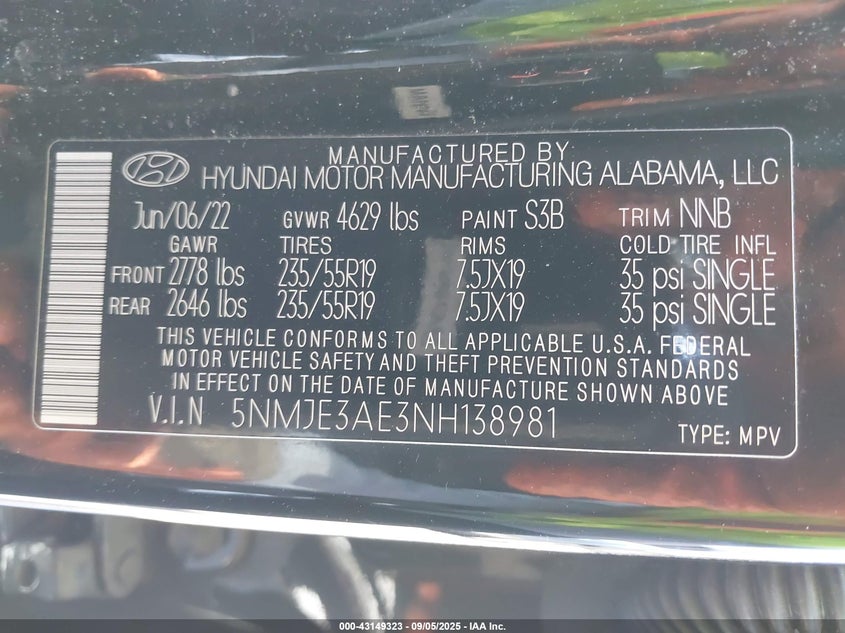 MANUFACTURED BY
HYUNDAI MOTOR MANUFACTURING ALABAMA, LLC
Jun/06/22 GVWR 4629 lbs PAINT S3B TRIM NNB
GAWR TIRES RIMS COLD TIRE INFL
FRONT 2778 lbs 235/55R19 7.5JX19 35 psi SINGLE
REAR 2646 lbs 235/55R19 7.5JX19 35 psi SINGLE
THIS VEHICLE CONFORMS TO ALL APPLICABLE U.S.A. FEDERAL
MOTOR VEHICLE SAFETY AND THEFT PREVENTION STANDARDS
IN EFFECT ON THE DATE OF MANUFACTURE SHOWN ABOVE
V.I.N 5NMJE3AE3NH138981
TYPE: MPV
000-43149323 - 09/05/2025 - IAA Inc.